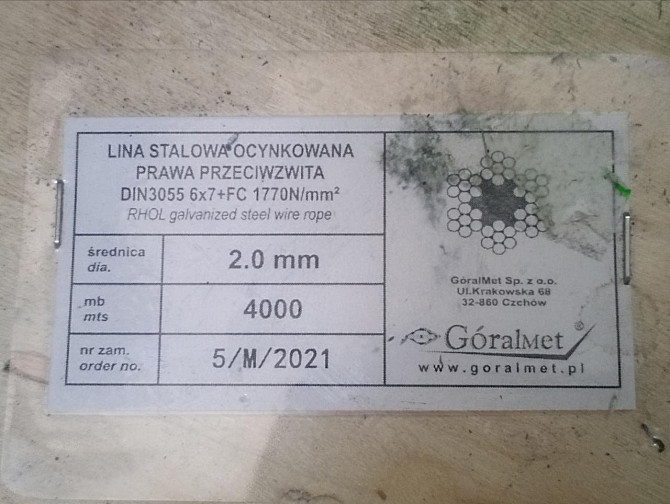 LINA STALOWA OCYNKOWANA
PRAWA PRZECIWZWITA
DIN3055 6x7+FC 1770N/mm²
RHOL galvanized steel wire rope
średnica
dia.
2.0 mm
mb
mts
4000
nr zam.
order no.
5/M/2021
GóralMet Sp. z o.o.
Ul.Krakowska 68
32-860 Czchów
GóralMet®
www.goralmet.pl